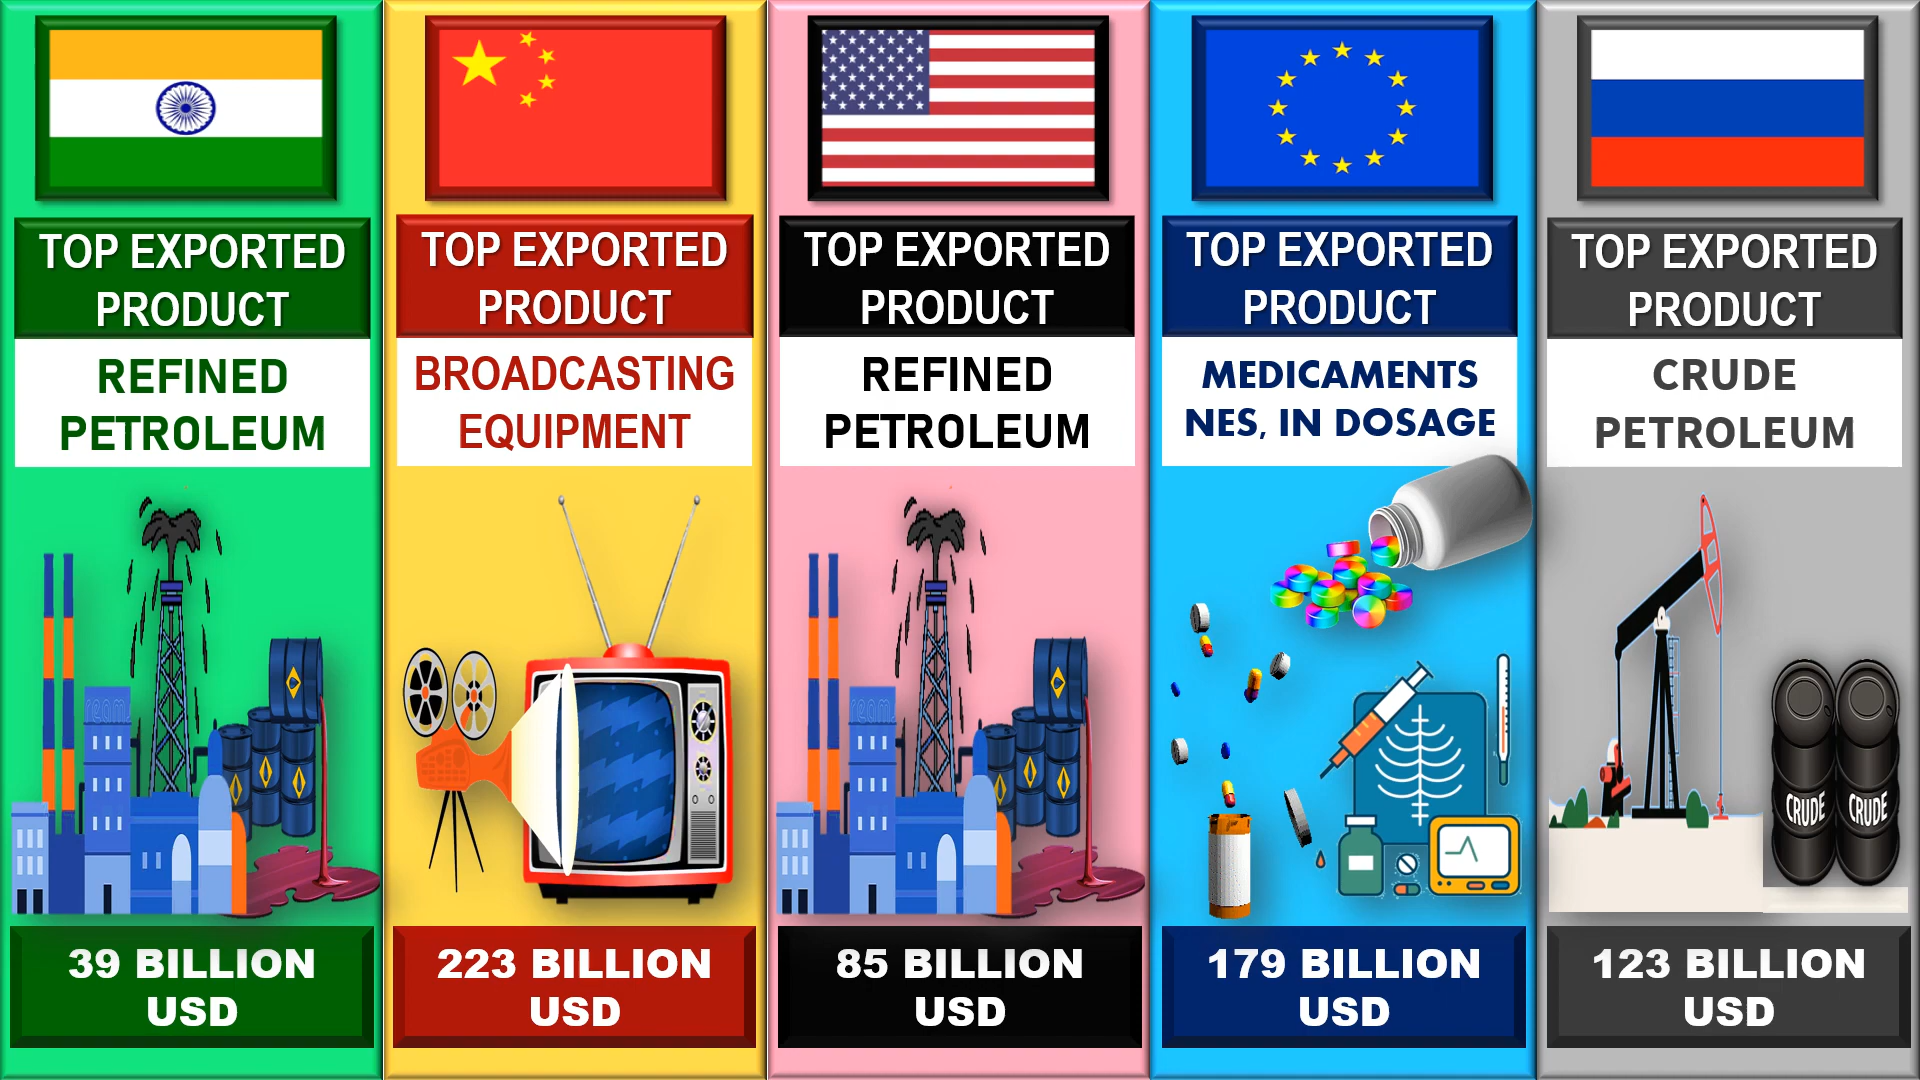 TOP EXPORTED
PRODUCT
REFINED
PETROLEUM
39 BILLION
USD
TOP EXPORTED
PRODUCT
BROADCASTING
EQUIPMENT
223 BILLION
USD
TOP EXPORTED
PRODUCT
REFINED
PETROLEUM
85 BILLION
USD
TOP EXPORTED
PRODUCT
MEDICAMENTS
NES, IN DOSAGE
179 BILLION
USD
TOP EXPORTED
PRODUCT
CRUDE
PETROLEUM
CRUDE
CRUDE
123 BILLION
USD